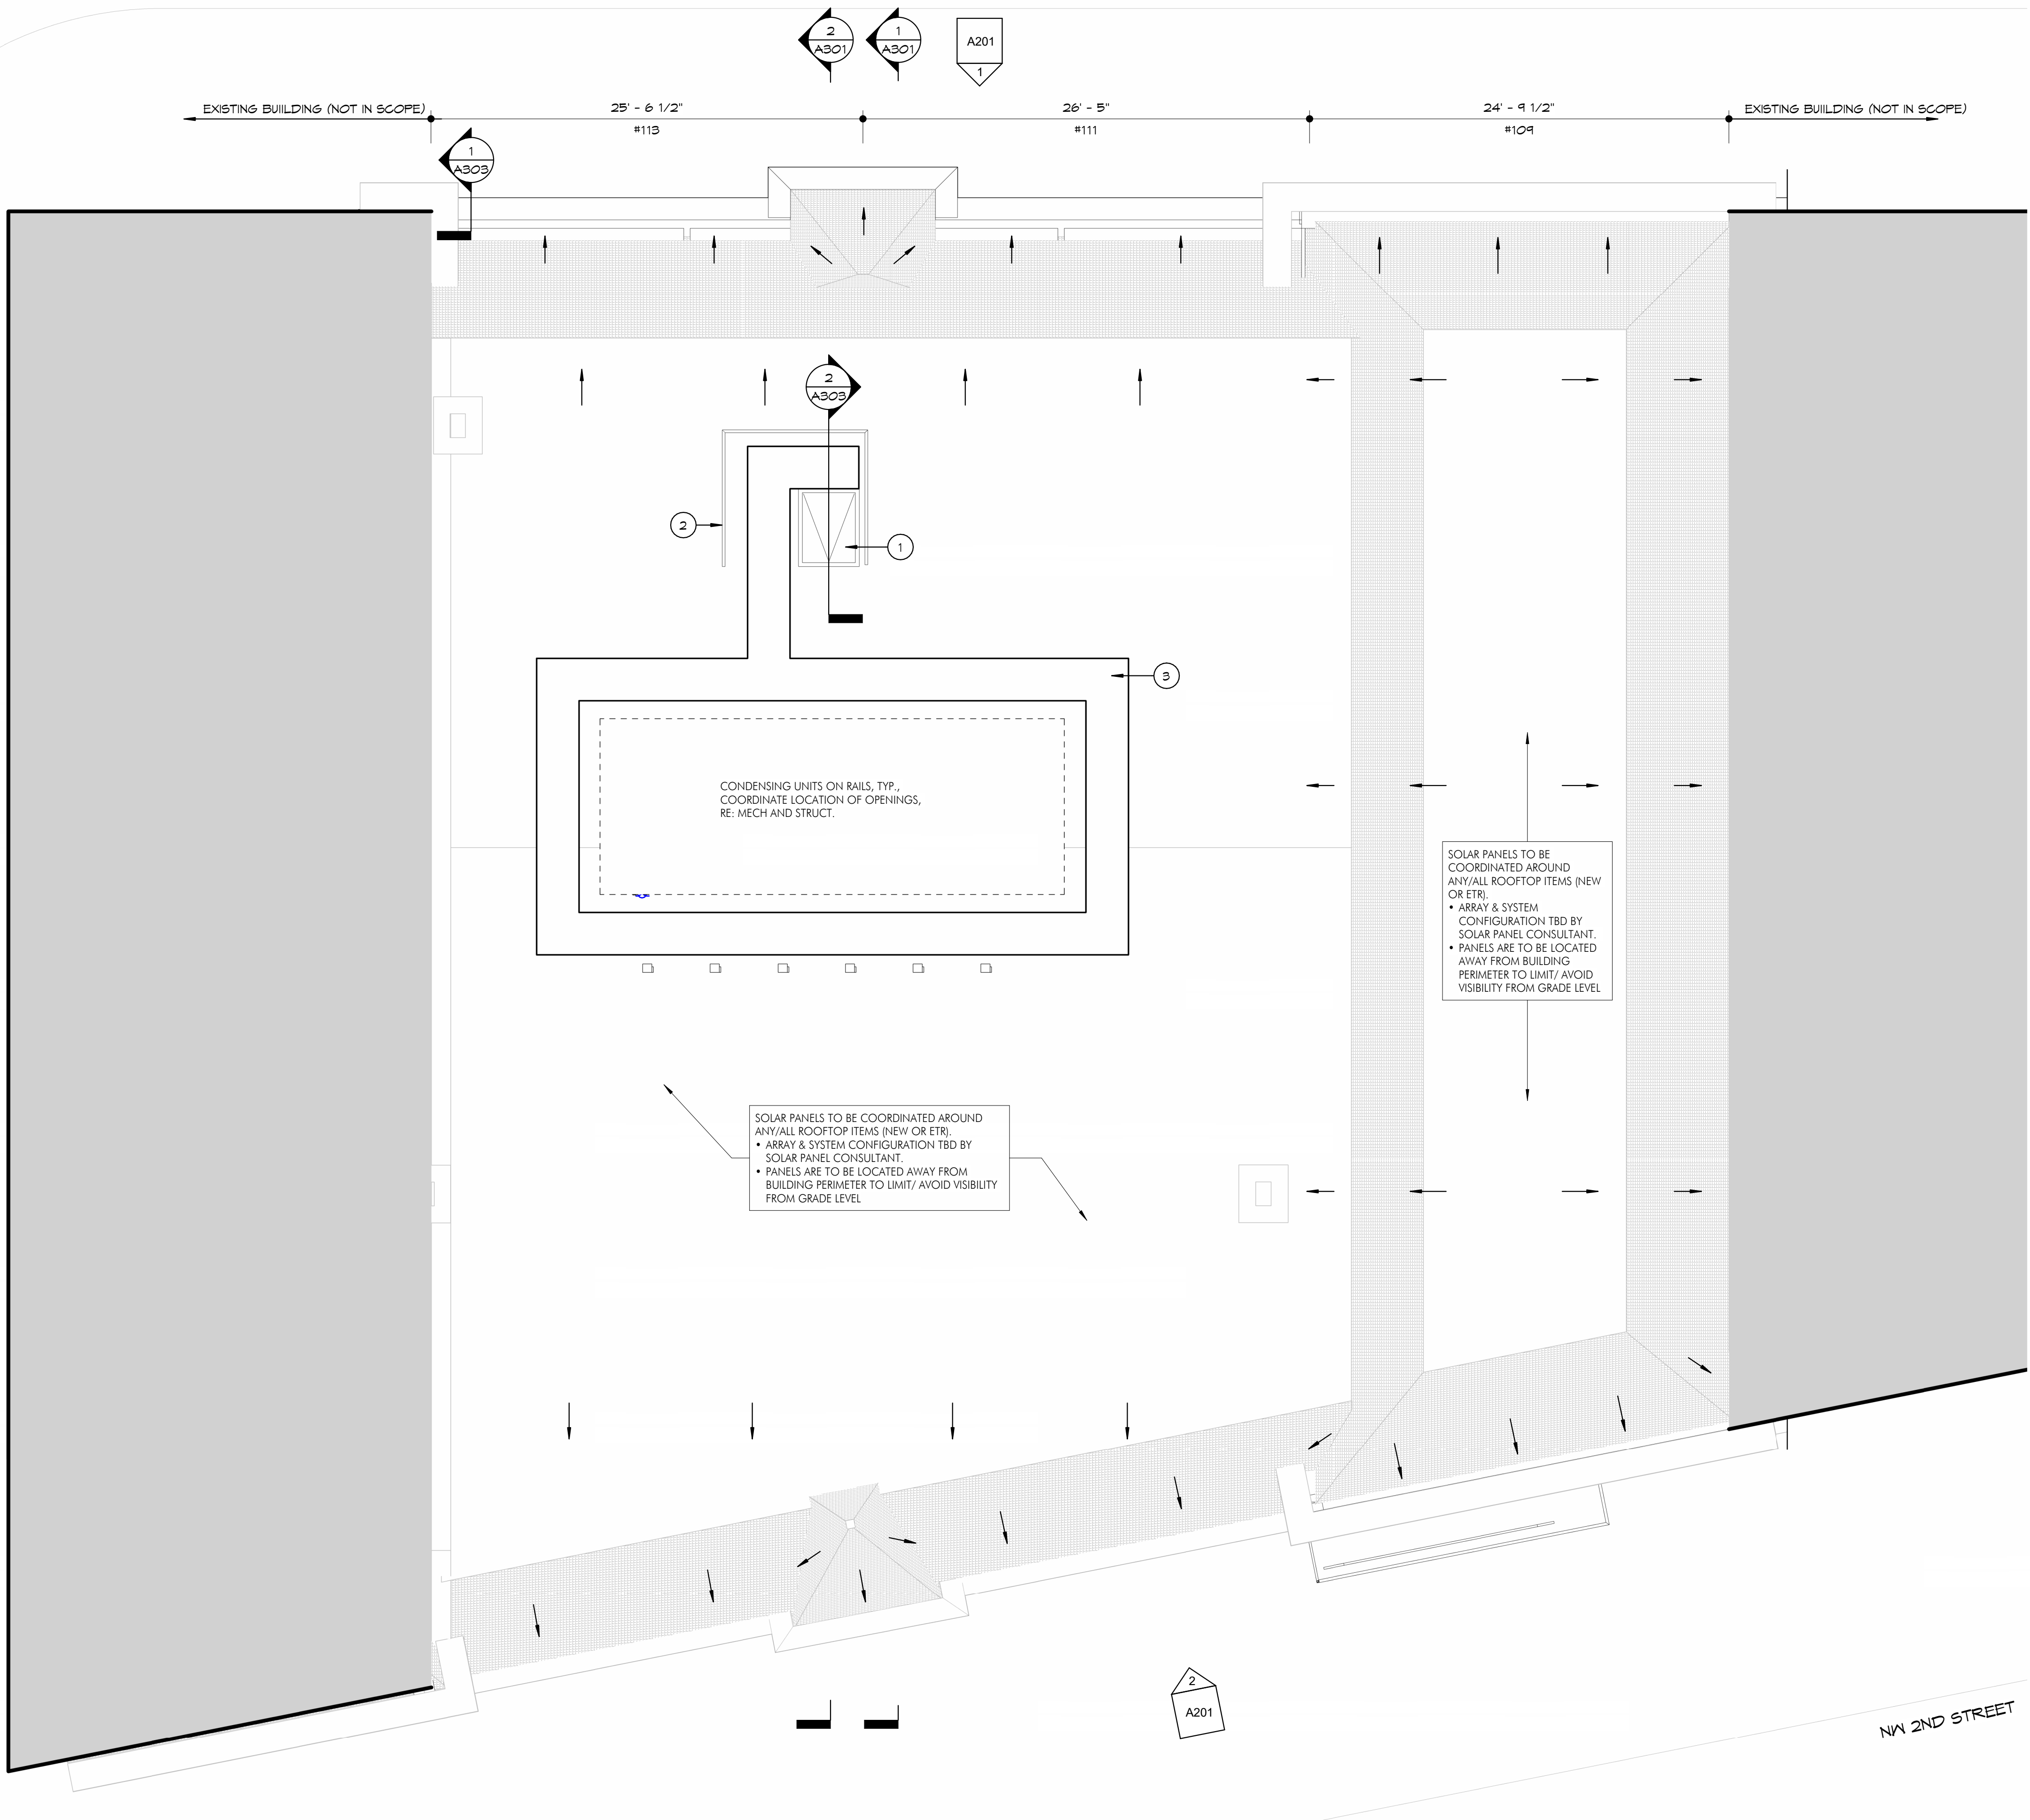 2
A301
1
A301
A201
1
EXISTING BUIILDING (NOT IN SCOPE)
25' - 6 1/2"
26' - 5"
24' - 9 1/2"
EXISTING BUIILDING (NOT IN SCOPE)
#113
#111
#109
1
A303
2
A303
2
1
3
CONDENSING UNITS ON RAILS, TYP.,
COORDINATE LOCATION OF OPENINGS,
RE: MECH AND STRUCT.
SOLAR PANELS TO BE
COORDINATED AROUND
ANY/ALL ROOFTOP ITEMS (NEW
OR ETR).
• ARRAY & SYSTEM
CONFIGURATION TBD BY
SOLAR PANEL CONSULTANT.
• PANELS ARE TO BE LOCATED
AWAY FROM BUILDING
PERIMETER TO LIMIT/ AVOID
VISIBILITY FROM GRADE LEVEL
SOLAR PANELS TO BE COORDINATED AROUND
ANY/ALL ROOFTOP ITEMS (NEW OR ETR).
• ARRAY & SYSTEM CONFIGURATION TBD BY
SOLAR PANEL CONSULTANT.
• PANELS ARE TO BE LOCATED AWAY FROM
BUILDING PERIMETER TO LIMIT/ AVOID VISIBILITY
FROM GRADE LEVEL
2
A201
NW 2ND STREET